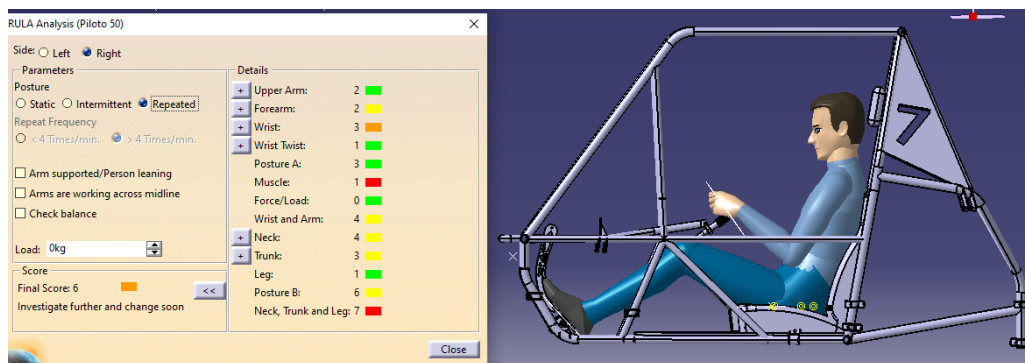 RULA Analysis (Piloto 50)
Side: Left Right
Parameters
Posture
Static Intermittent Repeated
Repeat Frequency
< 4 Times/min. > 4 Times/min.
Arm supported/Person leaning
Arms are working across midline
Check balance
Load: 0kg
Score
Final Score: 6
<<
Investigate further and change soon
Details
+ Upper Arm: 2
+ Forearm: 2
+ Wrist: 3
+ Wrist Twist: 1
Posture A: 3
Muscle: 1
Force/Load: 0
Wrist and Arm: 4
+ Neck: 4
+ Trunk: 3
Leg: 1
Posture B: 6
Neck, Trunk and Leg: 7
Close
7